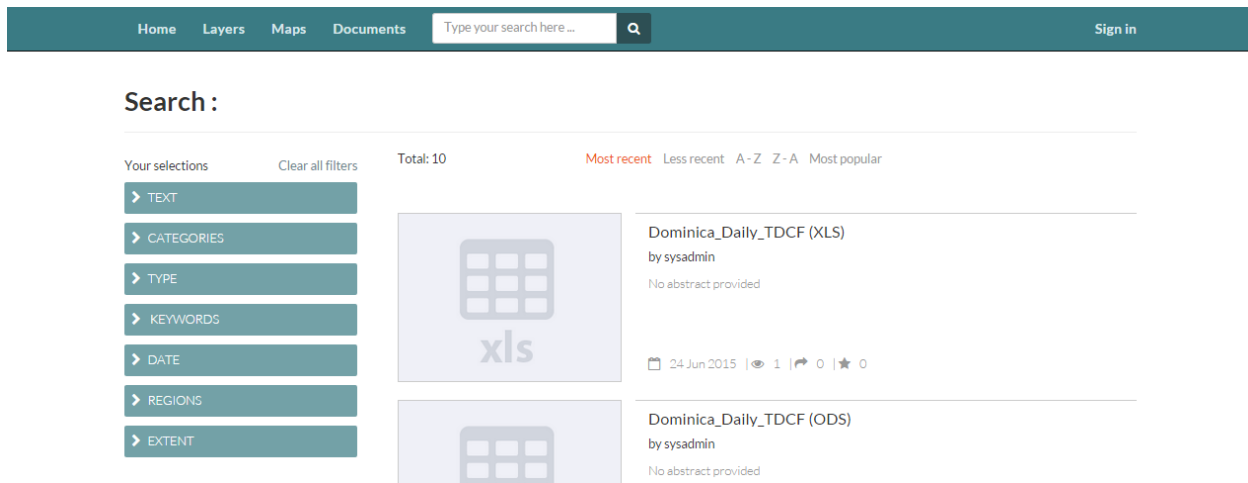 Home Layers Maps Documents Type your search here ... Sign in
Search :
Your selections Clear all filters
TEXT
CATEGORIES
TYPE
KEYWORDS
DATE
REGIONS
EXTENT
Total: 10 Most recent Less recent A - Z Z - A Most popular
xls
Dominica_Daily_TDCF (XLS)
by sysadmin
No abstract provided
24 Jun 2015 | 1 | 0 | 0
Dominica_Daily_TDCF (ODS)
by sysadmin
No abstract provided